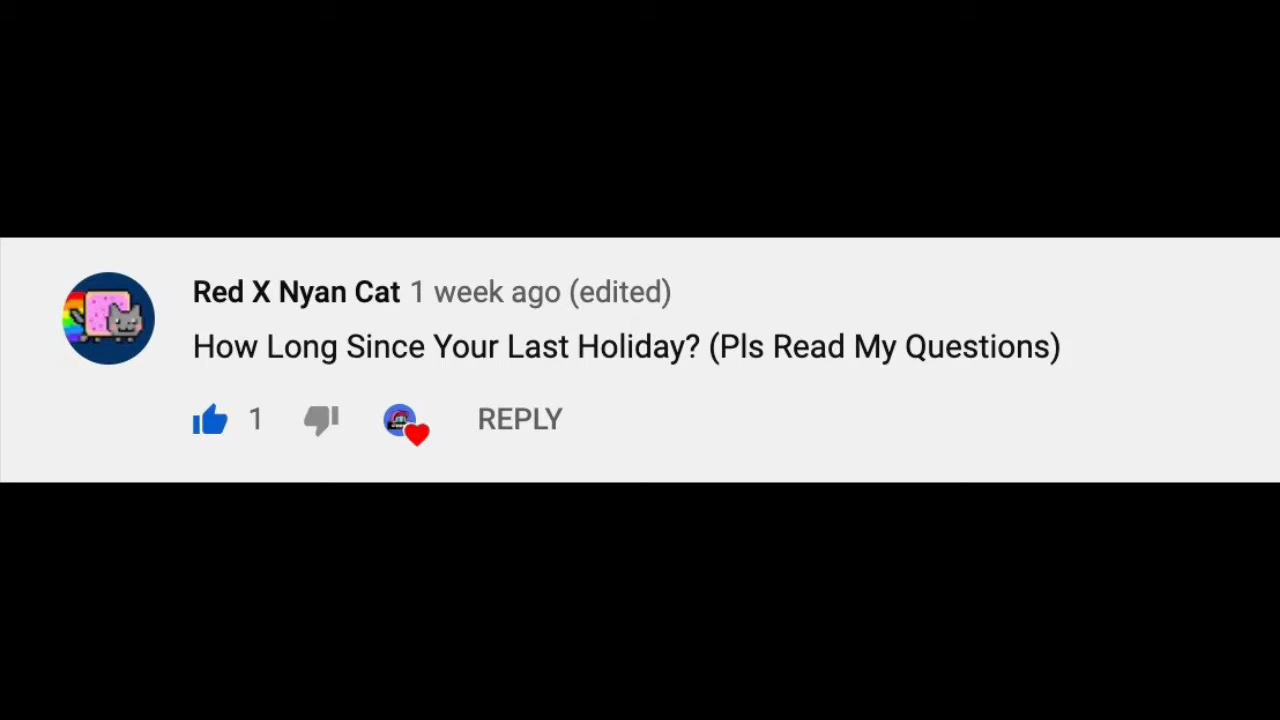 Red X Nyan Cat 1 week ago (edited)
How Long Since Your Last Holiday? (Pls Read My Questions)
1 REPLY